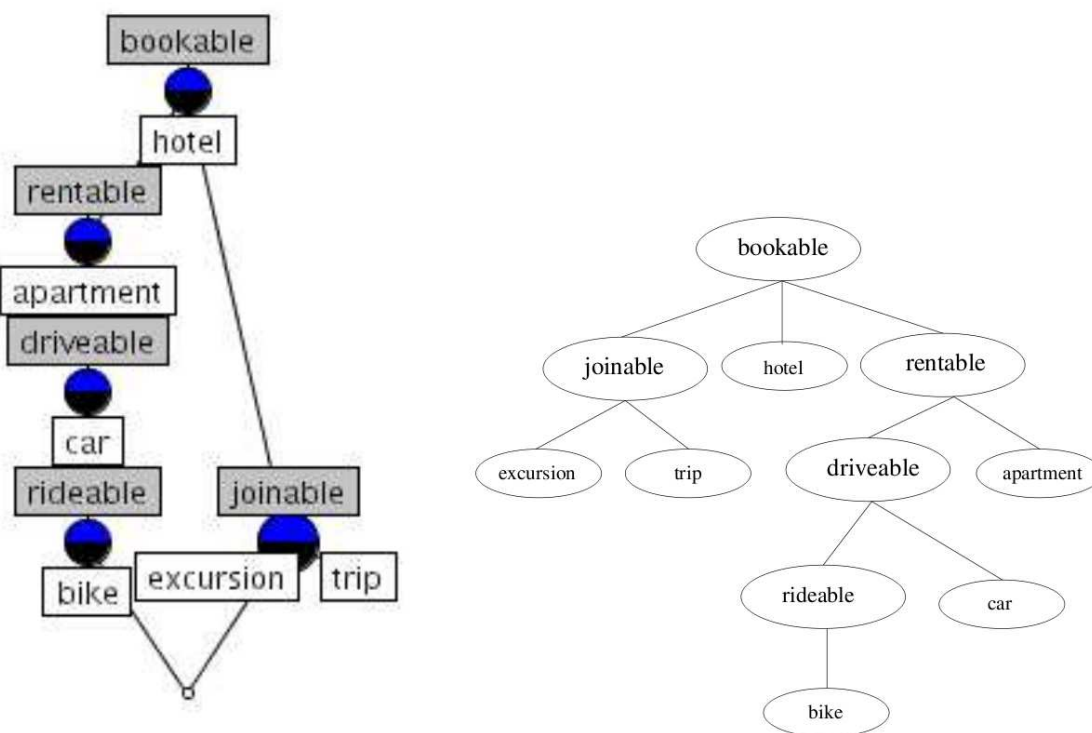 bookable
hotel
rentable
apartment
driveable
car
rideable
joinable
bike
excursion
trip
bookable
joinable
hotel
rentable
excursion
trip
driveable
apartment
rideable
car
bike